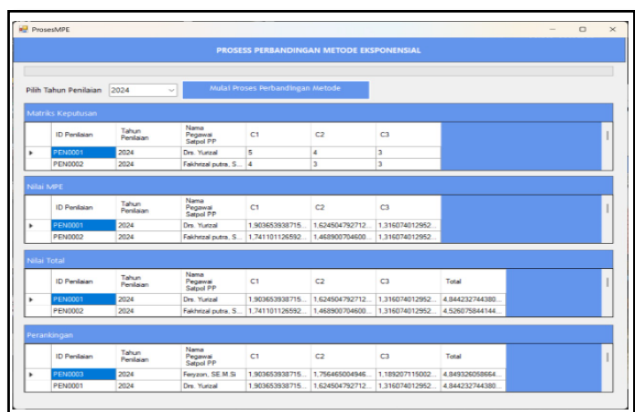 ProsesMPE
PROSESS PERBANDINGAN METODE EKSPONENSIAL
Pilih Tahun Penilaian 2024 Mulai Proses Perbandingan Metode
Matriks Keputusan
ID Penilaian Tahun Penilaian Nama Pegawai Satpol PP C1 C2 C3
PEN0001 2024 Drs. Yurizal 5 4 3
PEN0002 2024 Fakhrizal putra, S... 4 3 3
Nilai MPE
ID Penilaian Tahun Penilaian Nama Pegawai Satpol PP C1 C2 C3
PEN0001 2024 Drs. Yurizal 1,903653938715... 1,624504792712... 1,316074012952...
PEN0002 2024 Fakhrizal putra, S... 1,741101126592... 1,468900704600... 1,316074012952...
Nilai Total
ID Penilaian Tahun Penilaian Nama Pegawai Satpol PP C1 C2 C3 Total
PEN0001 2024 Drs. Yurizal 1,903653938715... 1,624504792712... 1,316074012952... 4,844232744380...
PEN0002 2024 Fakhrizal putra, S... 1,741101126592... 1,468900704600... 1,316074012952... 4,526075844144...
Perankingan
ID Penilaian Tahun Penilaian Nama Pegawai Satpol PP C1 C2 C3 Total
PEN0003 2024 Feryzon, SE.M.Si 1,903653938715... 1,756465004946... 1,189207115002... 4,849326058664...
PEN0001 2024 Drs. Yurizal 1,903653938715... 1,624504792712... 1,316074012952... 4,844232744380...